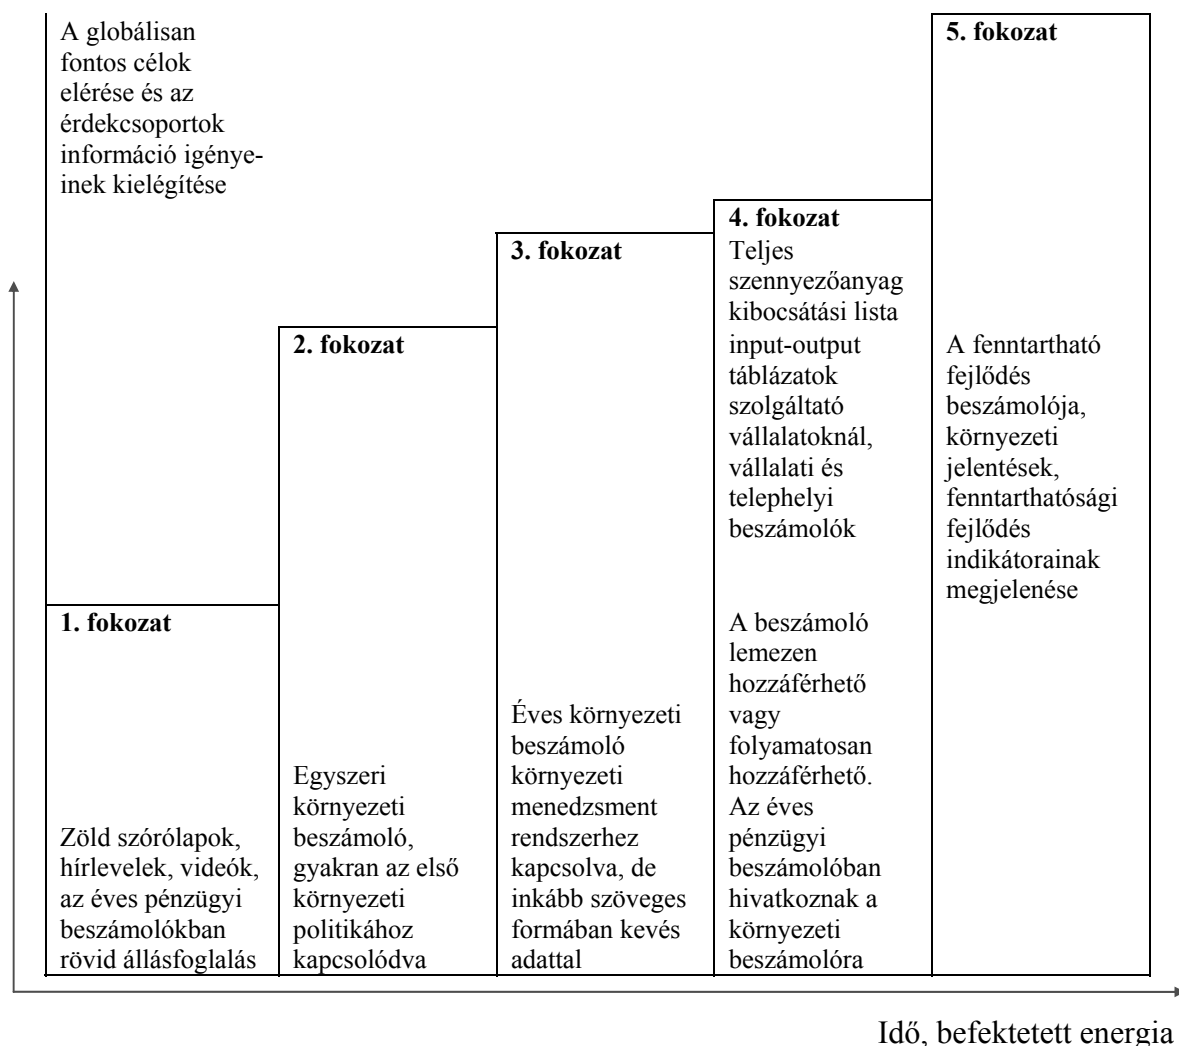 A globálisan
fontos célok
elérése és az
érdekcsoportok
információ igénye-
inek kielégítése
1. fokozat
Zöld szórólapok,
hírlevelek, videók,
az éves pénzügyi
beszámolókban
rövid állásfoglalás
2. fokozat
Egyszeri
környezeti
beszámoló,
gyakran az első
környezeti
politikához
kapcsolódva
3. fokozat
Éves környezeti
beszámoló
környezeti
menedzsment
rendszerhez
kapcsolva, de
inkább szöveges
formában kevés
adattal
4. fokozat
Teljes
szennyezőanyag
kibocsátási lista
input-output
táblázatok
szolgáltató
vállalatoknál,
vállalati és
telephelyi
beszámolók
A beszámoló
lemezen
hozzáférhető
vagy
folyamatosan
hozzáférhető.
Az éves
pénzügyi
beszámolóban
hivatkoznak a
környezeti
beszámolóra
5. fokozat
A fenntartható
fejlődés
beszámolója,
környezeti
jelentések,
fenntarthatósági
fejlődés
indikátorainak
megjelenése
Idő, befektetett energia